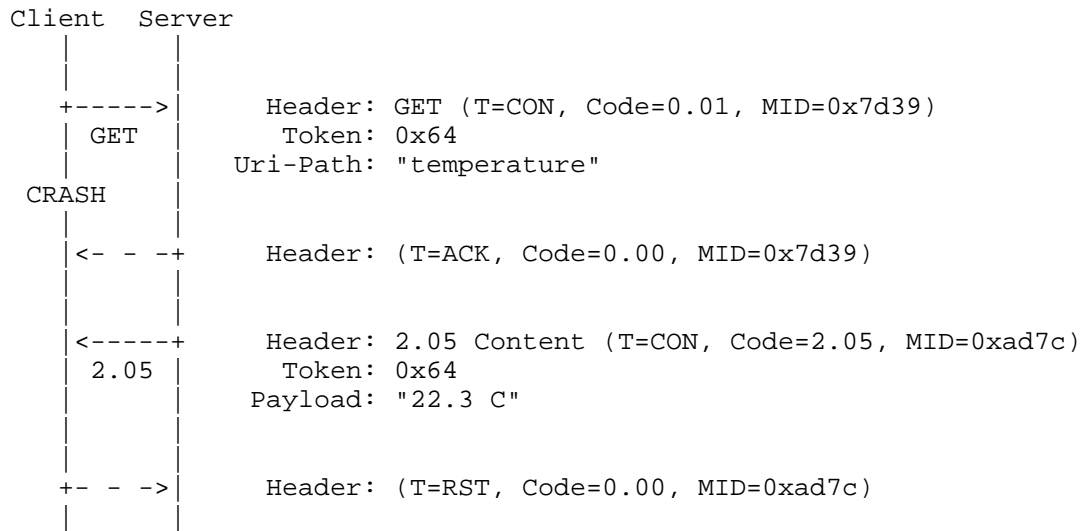 Client Server
+----->| Header: GET (T=CON, Code=0.01, MID=0x7d39)
| GET | Token: 0x64
Uri-Path: "temperature"
CRASH
|<- - -+ Header: (T=ACK, Code=0.00, MID=0x7d39)
|<-----+ Header: 2.05 Content (T=CON, Code=2.05, MID=0xad7c)
| 2.05 | Token: 0x64
Payload: "22.3 C"
+- - ->| Header: (T=RST, Code=0.00, MID=0xad7c)